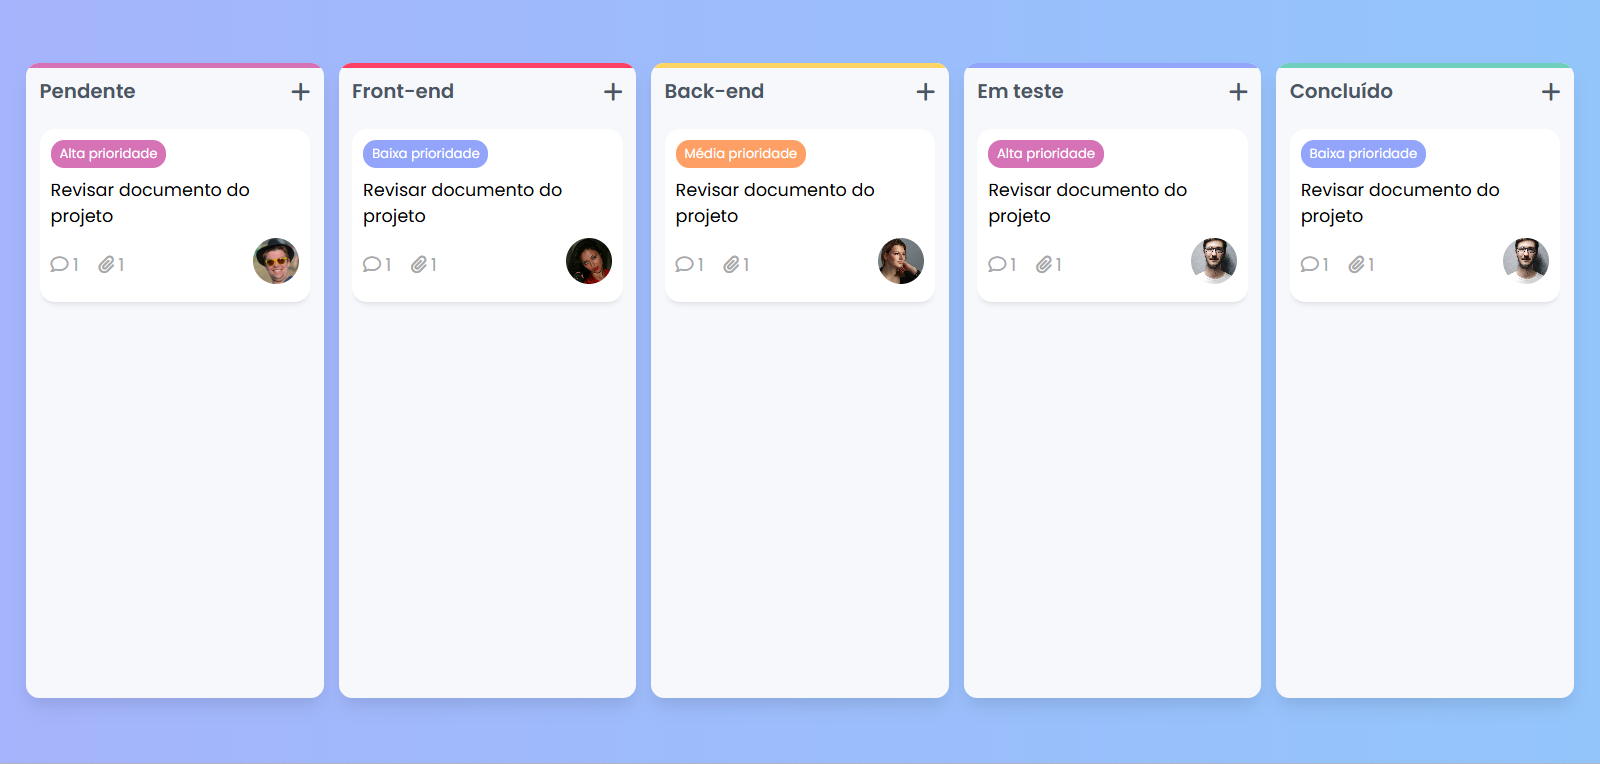 Pendente
Alta prioridade
Revisar documento do
projeto
1 1
Front-end
Baixa prioridade
Revisar documento do
projeto
1 1
Back-end
Média prioridade
Revisar documento do
projeto
1 1
Em teste
Alta prioridade
Revisar documento do
projeto
1 1
Concluído
Baixa prioridade
Revisar documento do
projeto
1 1